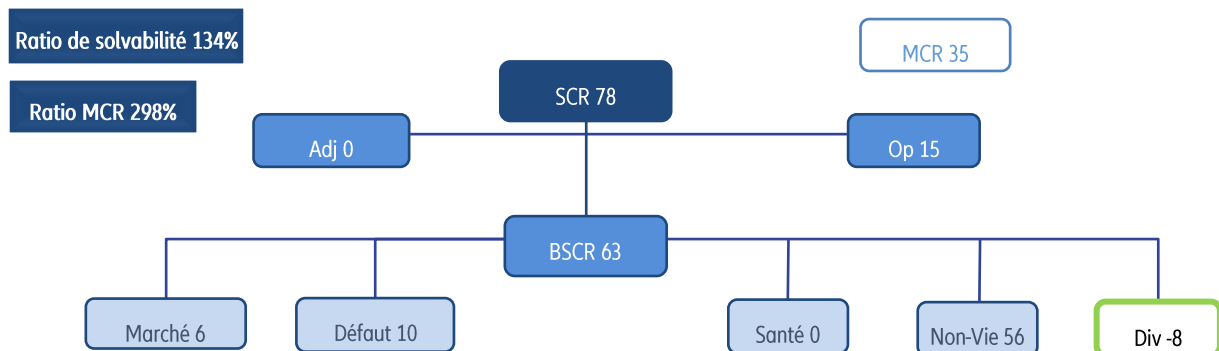 Ratio de solvabilité 134%
MCR 35
SCR 78
Ratio MCR 298%
Adj 0
Op 15
BSCR 63
Marché 6
Défaut 10
Santé 0
Non-Vie 56
Div -8